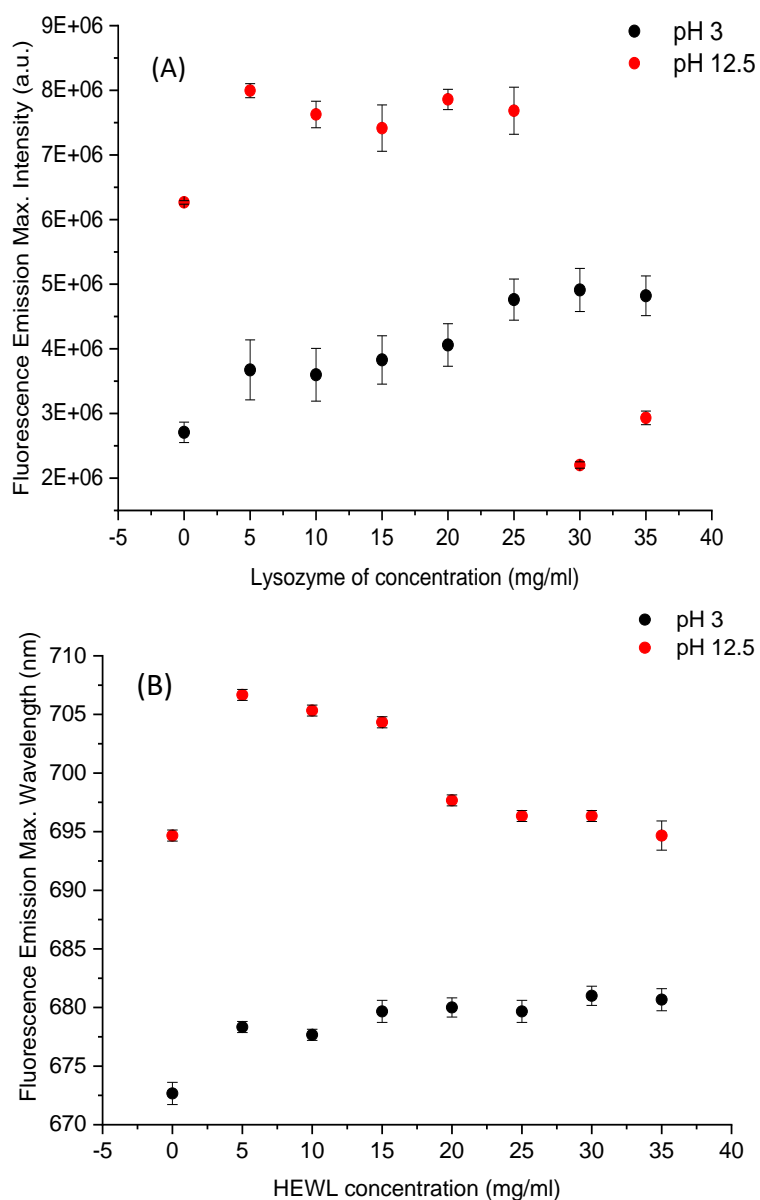 9E+06
8E+06
7E+06
6E+06
5E+06
4E+06
3E+06
2E+06
Fluorescence Emission Max. Intensity (a.u.)
(A)
pH 3
pH 12.5
-5 0 5 10 15 20 25 30 35 40
Lysozyme of concentration (mg/ml)
pH 3
pH 12.5
710
705
700
695
690
685
680
675
670
Fluorescence Emission Max. Wavelength (nm)
(B)
-5 0 5 10 15 20 25 30 35 40
HEWL concentration (mg/ml)